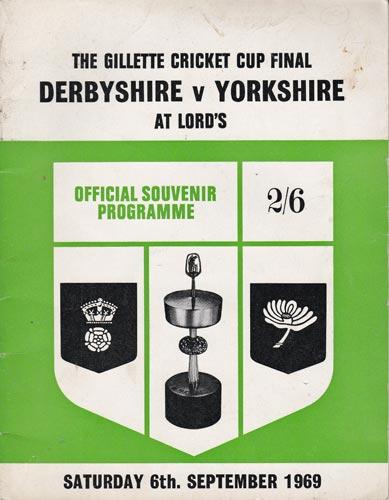 THE GILLETTE CRICKET CUP FINAL
DERBYSHIRE v YORKSHIRE
AT LORD'S
OFFICIAL SOUVENIR
PROGRAMME
2/6
SATURDAY 6th. SEPTEMBER 1969